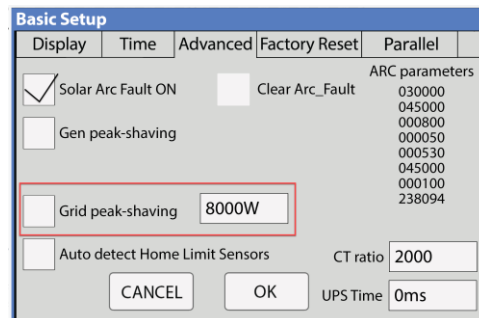 Basic Setup
Display Time Advanced Factory Reset Parallel
ARC parameters
Solar Arc Fault ON Clear Arc_Fault 030000
045000
000800
Gen peak-shaving 000050
000530
045000
000100
238094
Grid peak-shaving 8000W
Auto detect Home Limit Sensors
CT ratio 2000
CANCEL OK UPS Time 0ms